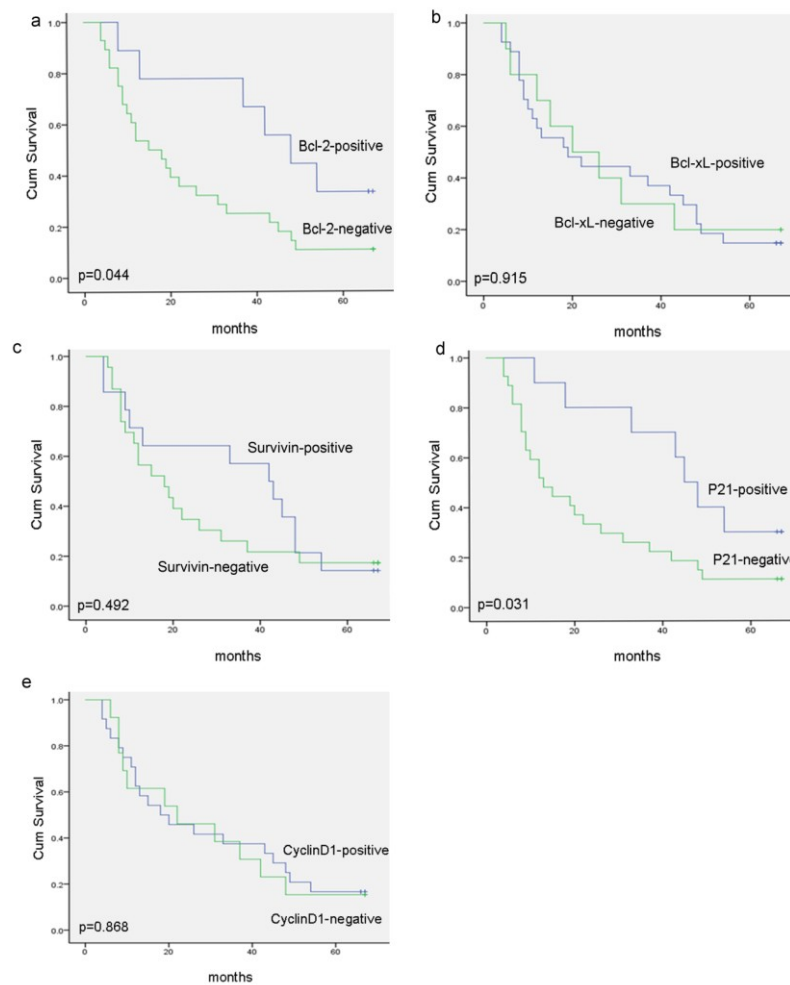 a
1.0
0.8
0.6
0.4
0.2
0.0
Cum Survival
Bcl-2-positive
Bcl-2-negative
p=0.044
0
20
40
60
months
b
1.0
0.8
0.6
0.4
0.2
0.0
Cum Survival
Bcl-xL-positive
Bcl-xL-negative
p=0.915
0
20
40
60
months
c
1.0
0.8
0.6
0.4
0.2
0.0
Cum Survival
Survivin-positive
Survivin-negative
p=0.492
0
20
40
60
months
d
1.0
0.8
0.6
0.4
0.2
0.0
Cum Survival
P21-positive
P21-negative
p=0.031
0
20
40
60
months
e
1.0
0.8
0.6
0.4
0.2
0.0
Cum Survival
CyclinD1-positive
CyclinD1-negative
p=0.868
0
20
40
60
months